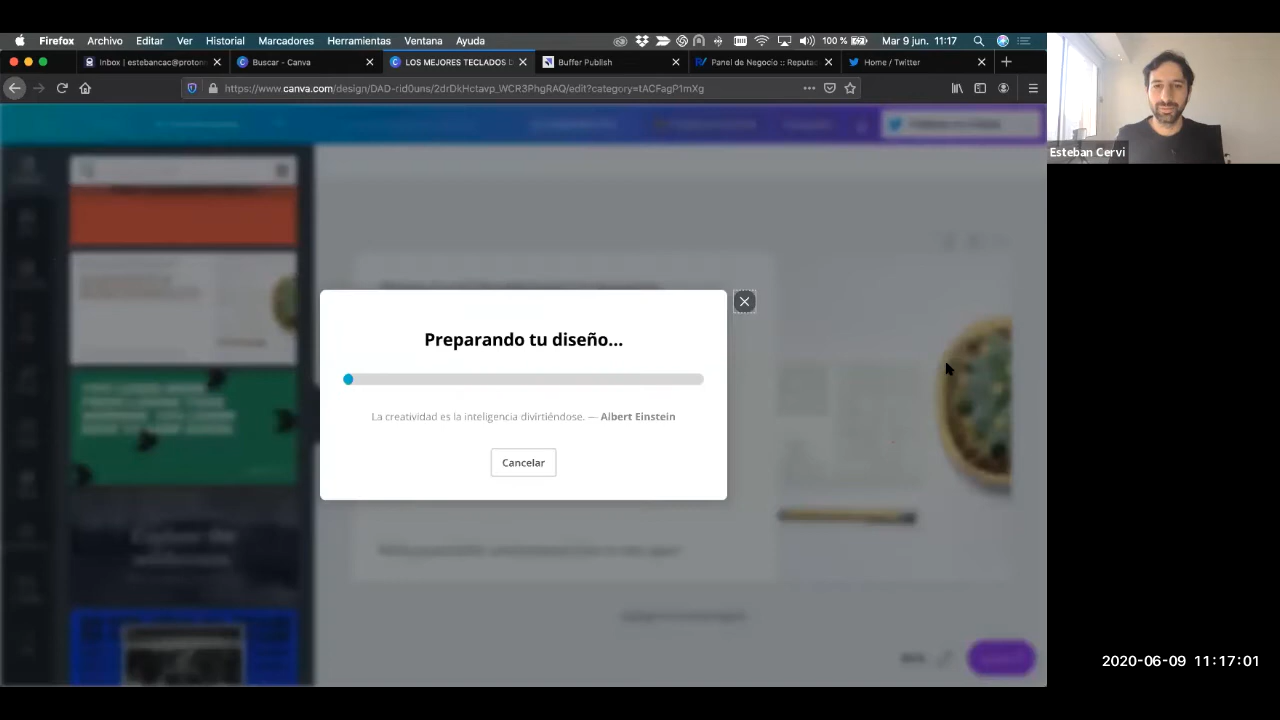 Firefox Archivo Editar Ver Historial Marcadores Herramientas Ventana Ayuda 100 % Mar 9 jun. 11:17
Inbox | estebancac@protonm Buscar - Canva LOS MEJORES TECLADOS D Buffer Publish Panel de Negocio :: Reputac Home / Twitter
https://www.canva.com/design/DAD-rid0uns/2drDkHctavp_WCR3PhgRAQ/edit?category=tACFagP1mXg
Esteban Cervi
Preparando tu diseño...
La creatividad es la inteligencia divirtiéndose. — Albert Einstein
Cancelar
2020-06-09 11:17:01